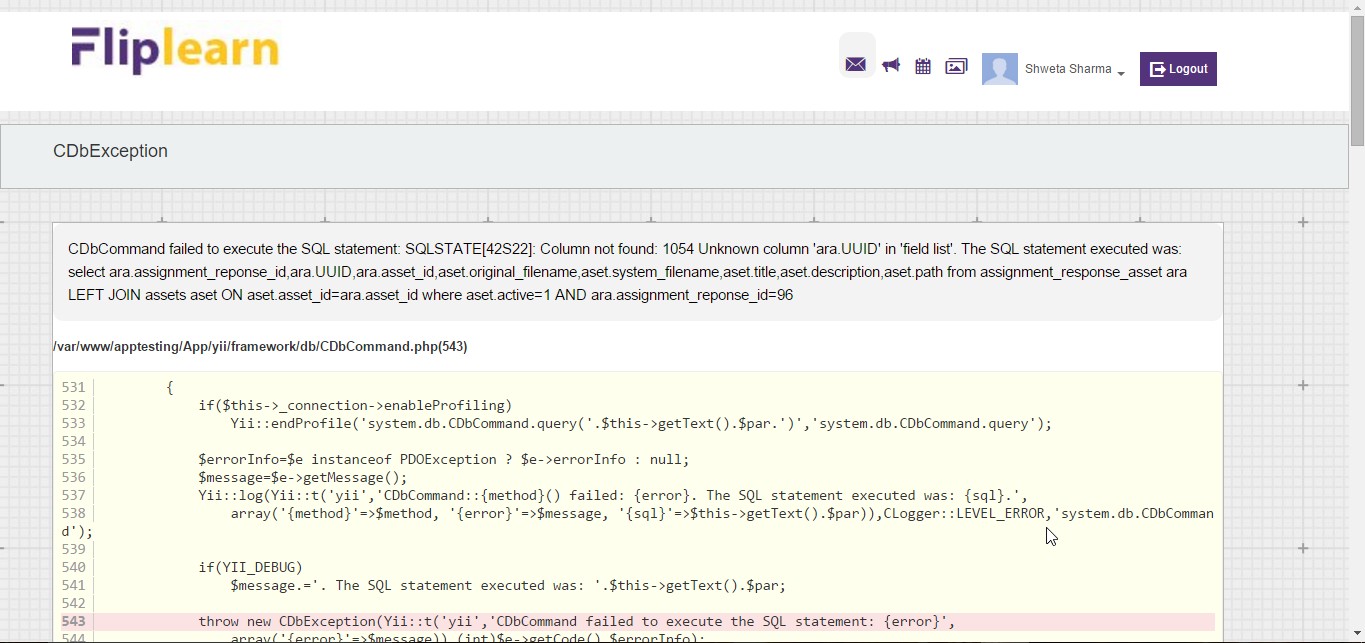 Fliplearn
Shweta Sharma
Logout
CDbException
CDbCommand failed to execute the SQL statement: SQLSTATE[42S22]: Column not found: 1054 Unknown column 'ara.UUID' in 'field list'. The SQL statement executed was:
select ara.assignment_reponse_id,ara.UUID,ara.asset_id,aset.original_filename,aset.system_filename,aset.title,aset.description,aset.path from assignment_response_asset ara
LEFT JOIN assets aset ON aset.asset_id=ara.asset_id where aset.active=1 AND ara.assignment_reponse_id=96
/var/www/apptesting/App/yii/framework/db/CDbCommand.php(543)
531 {
532 if($this->_connection->enableProfiling)
533 Yii::endProfile('system.db.CDbCommand.query('.$this->getText().$par.')','system.db.CDbCommand.query');
534
535 $errorInfo=$e instanceof PDOException ? $e->errorInfo : null;
536 $message=$e->getMessage();
537 Yii::log(Yii::t('yii','CDbCommand::{method}() failed: {error}. The SQL statement executed was: {sql}.',
538 array('{method}'=>$method, '{error}'=>$message, '{sql}'=>$this->getText().$par)),CLogger::LEVEL_ERROR,'system.db.CDbComman
d');
539
540 if(YII_DEBUG)
541 $message.='. The SQL statement executed was: '.$this->getText().$par;
542
543 throw new CDbException(Yii::t('yii','CDbCommand failed to execute the SQL statement: {error}',
544 array('{error}'=>$message)),(int)$e->getCode(),$errorInfo);